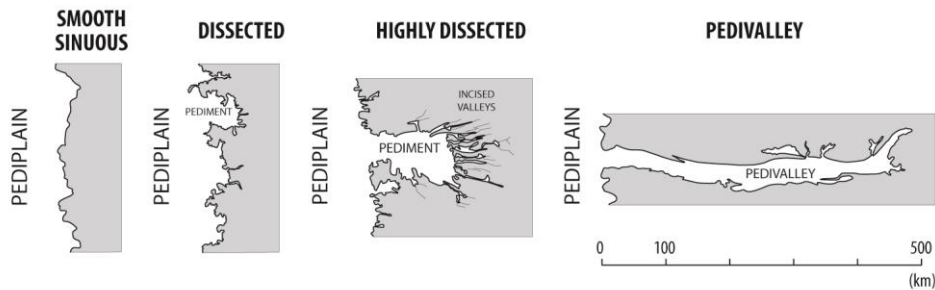 SMOOTH
SINUOUS
DISSECTED
HIGHLY DISSECTED
PEDIVALLEY
PEDIPLAIN
PEDIPLAIN
PEDIMENT
PEDIPLAIN
INCISED
VALLEYS
PEDIMENT
PEDIPLAIN
PEDIVALLEY
0 100 500
(km)